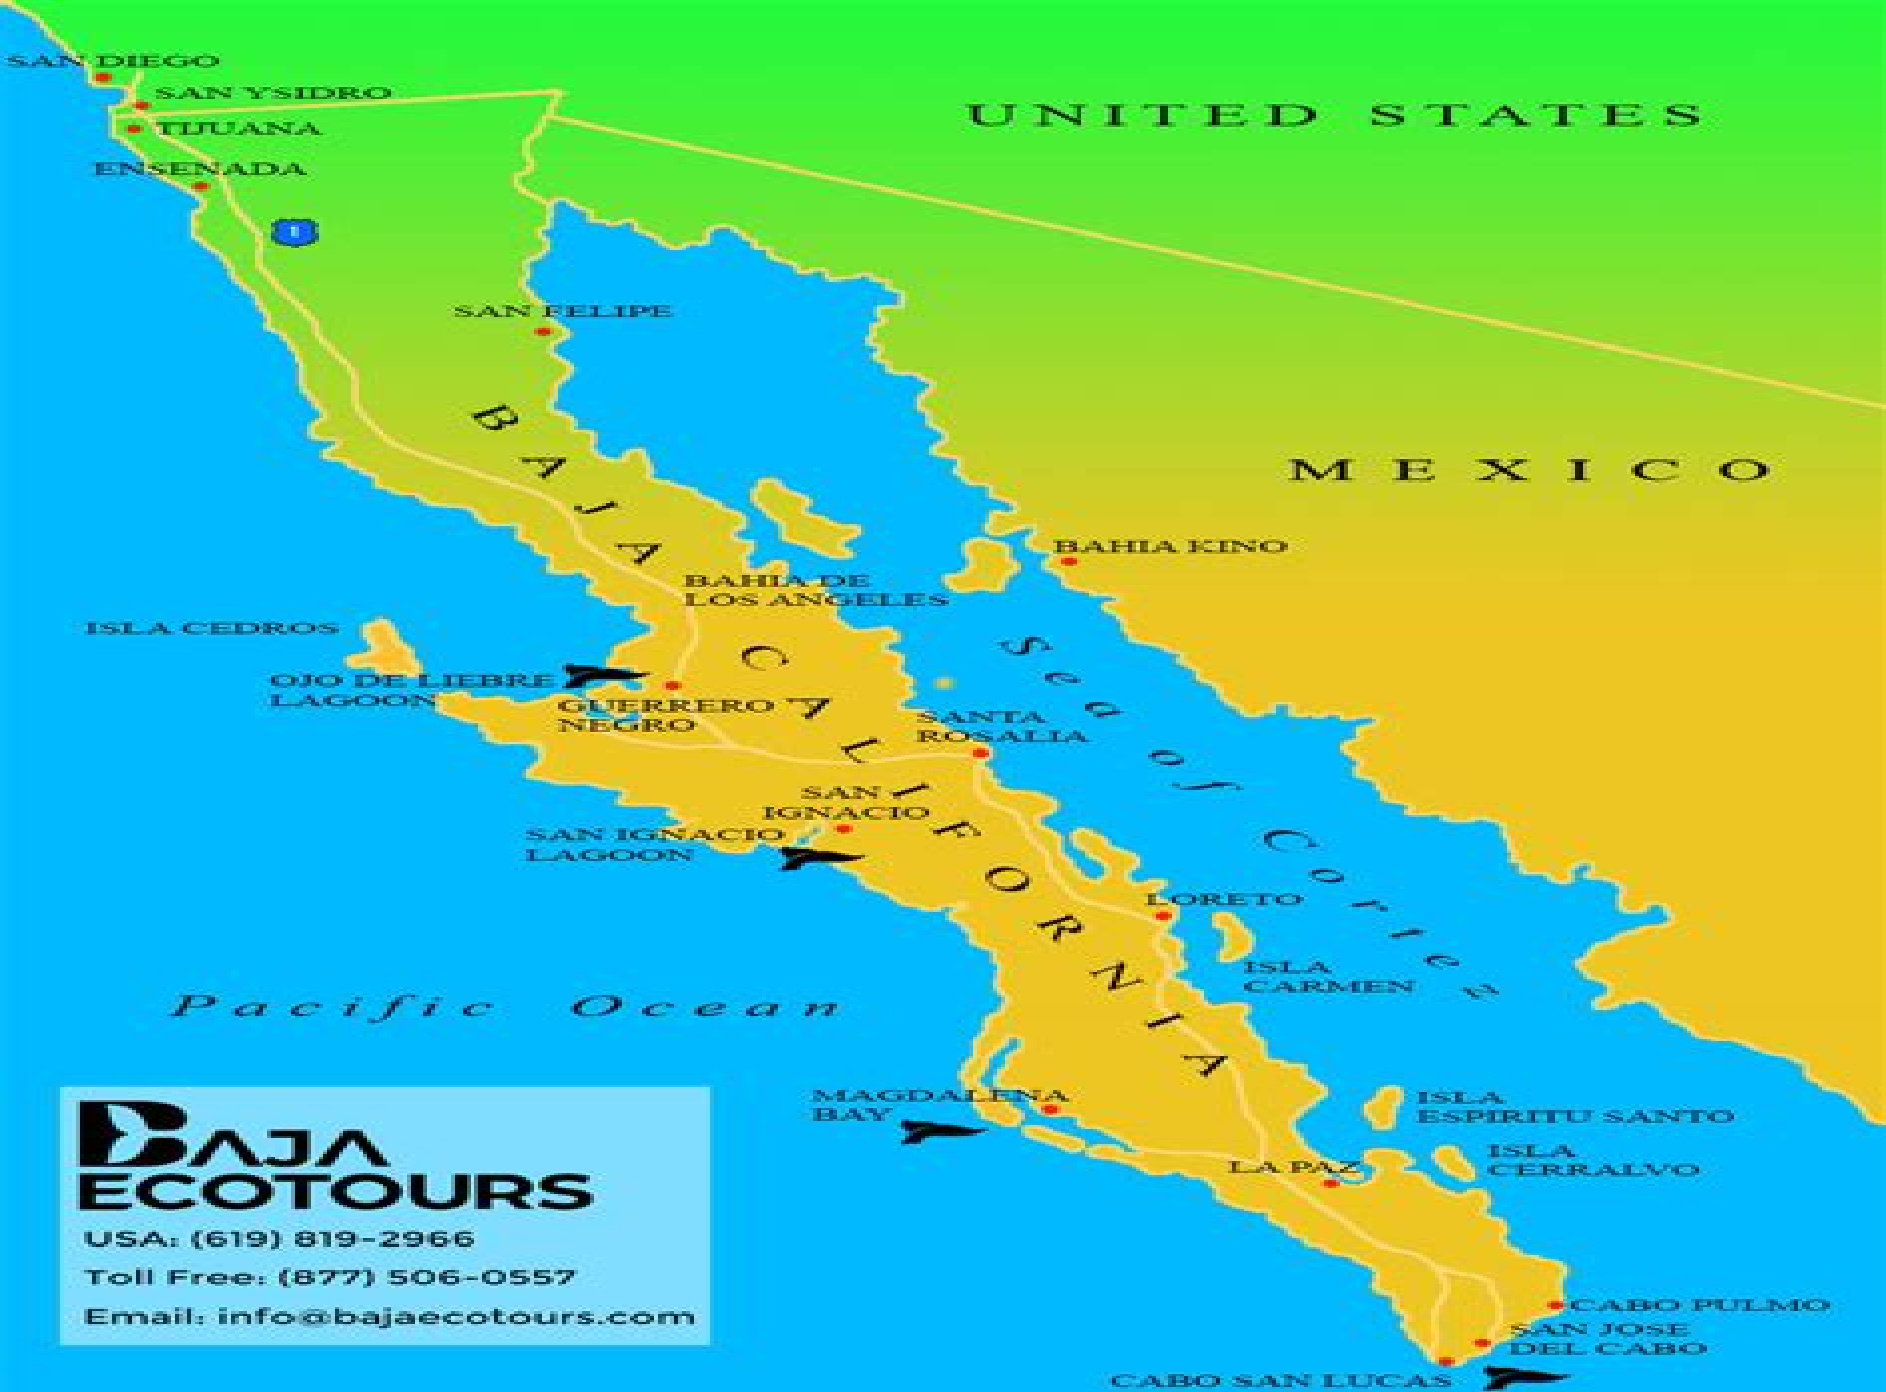 SAN DIEGO
SAN YSIDRO
UNITED STATES
TIJUANA
ENSENADA
1
SAN FELIPE
BAJA CALIFORNIA
MEXICO
BAHIA KINO
BAHIA DE
LOS ANGELES
ISLA CEDROS
Sea of Cortez
OJO DE LIEBRE
LAGOON
GUERRERO
NEGRO
SANTA
ROSALIA
SAN
IGNACIO
SAN IGNACIO
LAGOON
LORETO
ISLA
CARMEN
Pacific Ocean
MAGDALENA
BAY
ISLA
ESPIRITU SANTO
ISLA
CERRALVO
LA PAZ
BAJA
ECOTOURS
USA: (619) 819-2966
Toll Free: (877) 506-0557
Email: info@bajaecotours.com
CABO PULMO
SAN JOSE
DEL CABO
CABO SAN LUCAS